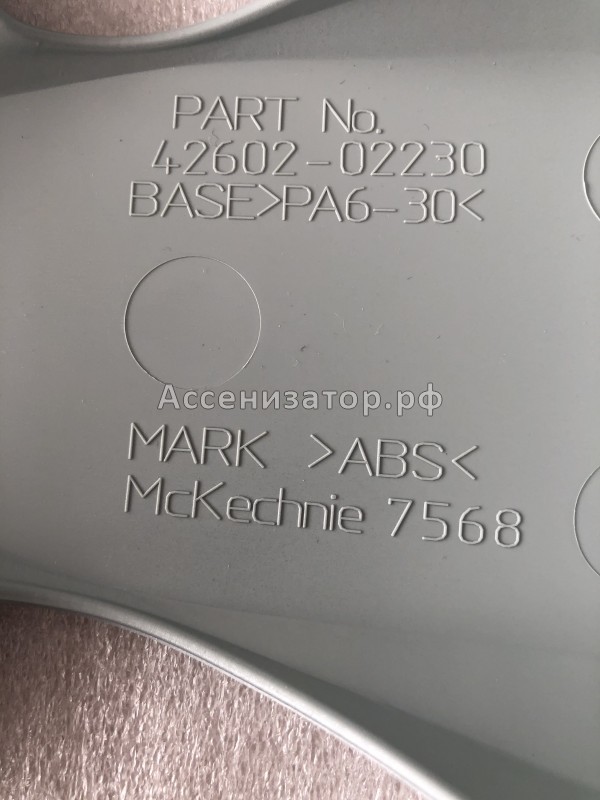 PART No.
42602-02230
BASE>PA6-30<
Ассенизатор.рф
MARK >ABS<
McKechnie 7568